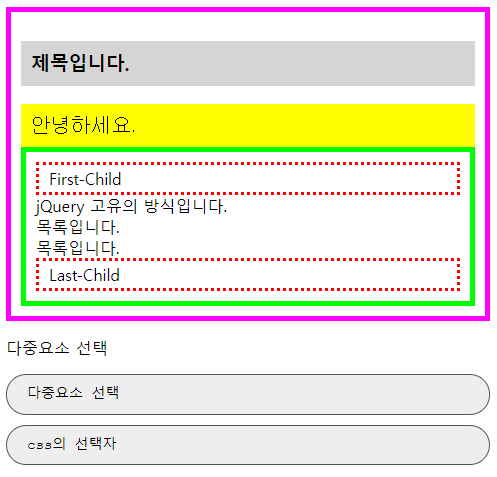 제목입니다.
안녕하세요.
First-Child
jQuery 고유의 방식입니다.
목록입니다.
목록입니다.
Last-Child
다중요소 선택
다중요소 선택
css의 선택자